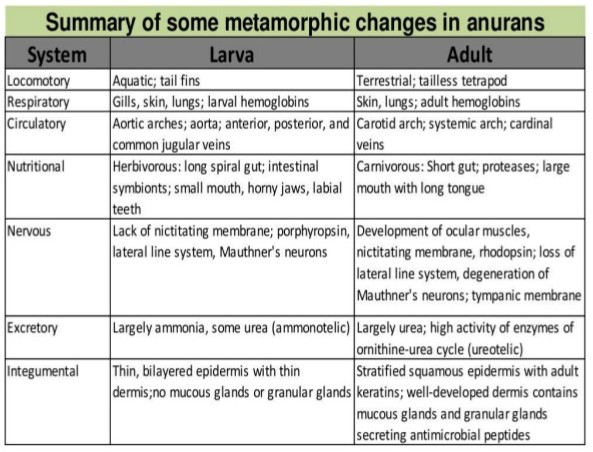 Summary of some metamorphic changes in anurans
System Larva Adult
Locomotory Aquatic; tail fins Terrestrial; tailless tetrapod
Respiratory Gills, skin, lungs; larval hemoglobins Skin, lungs; adult hemoglobins
Circulatory Aortic arches; aorta; anterior, posterior, and Carotid arch; systemic arch; cardinal
common jugular veins veins
Nutritional Herbivorous: long spiral gut; intestinal Carnivorous: Short gut; proteases; large
symbionts; small mouth, horny jaws, labial mouth with long tongue
teeth
Nervous Lack of nictitating membrane; porphyropsin, Development of ocular muscles,
lateral line system, Mauthner's neurons nictitating membrane, rhodopsin; loss of
lateral line system, degeneration of
Mauthner's neurons; tympanic membrane
Excretory Largely ammonia, some urea (ammonotelic) Largely urea; high activity of enzymes of
ornithine-urea cycle (ureotelic)
Integumental Thin, bilayered epidermis with thin Stratified squamous epidermis with adult
dermis;no mucous glands or granular glands keratins; well-developed dermis contains
mucous glands and granular glands
secreting antimicrobial peptides